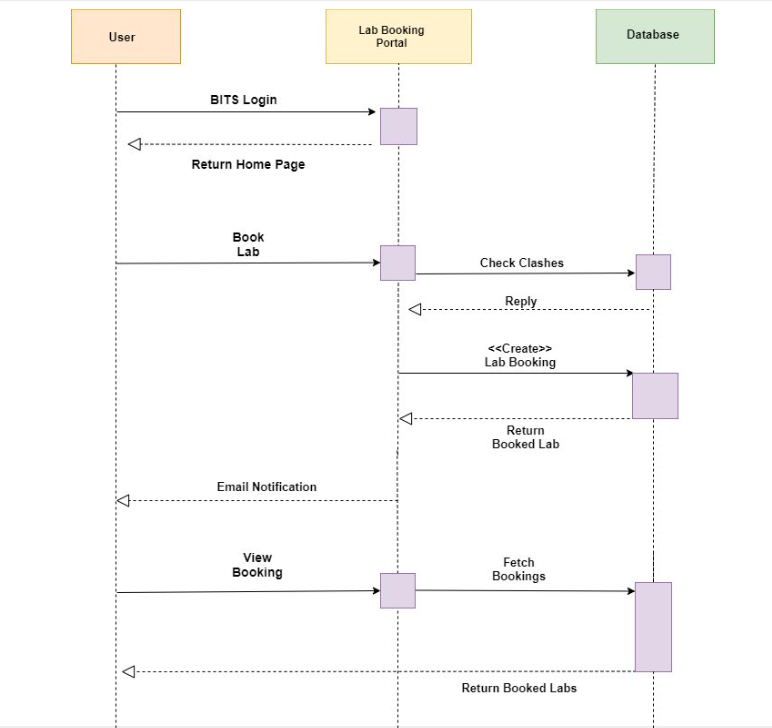 User
Lab Booking
Portal
Database
BITS Login
Return Home Page
Book
Lab
Check Clashes
Reply
<<Create>>
Lab Booking
Return
Booked Lab
Email Notification
View
Booking
Fetch
Bookings
Return Booked Labs